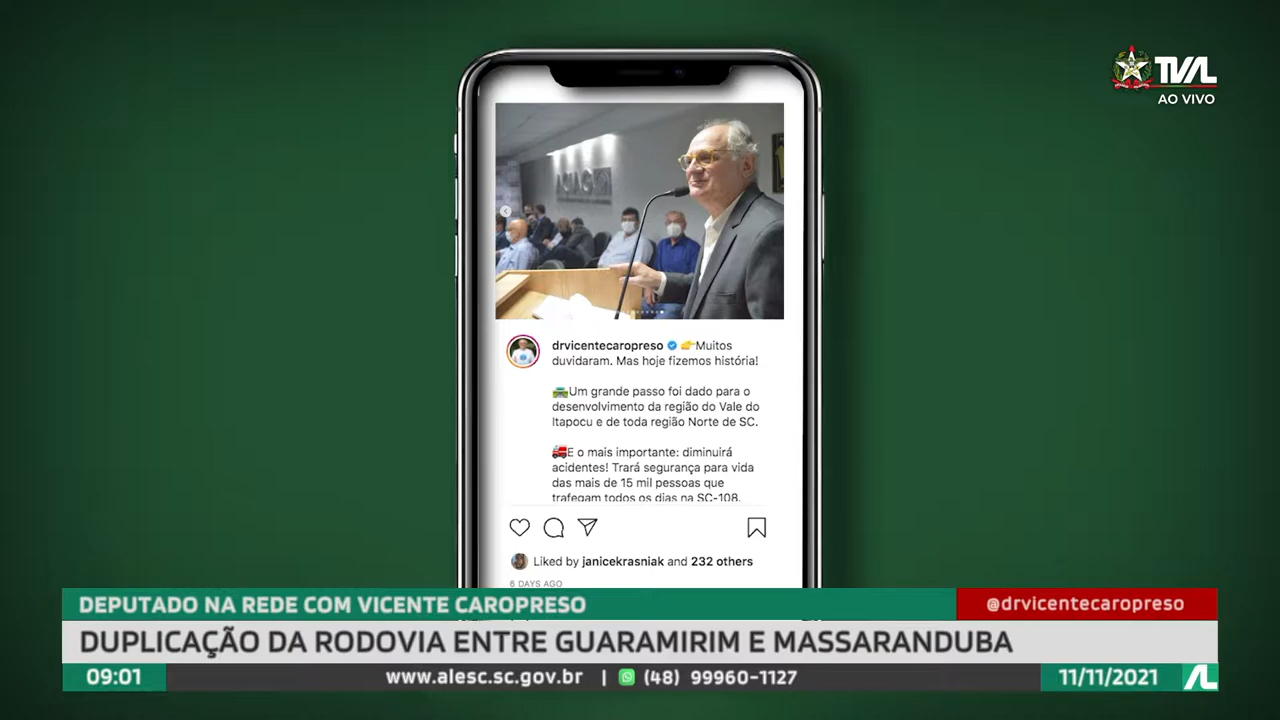 TVAL
AO VIVO
drvicentecaropreso 👉Muitos
duvidaram. Mas hoje fizemos história!
Um grande passo foi dado para o
desenvolvimento da região do Vale do
Itapocu e de toda região Norte de SC.
E o mais importante: diminuirá
acidentes! Trará segurança para vida
das mais de 15 mil pessoas que
trafegam todos os dias na SC-108.
Liked by janicekrasniak and 232 others
6 DAYS AGO
DEPUTADO NA REDE COM VICENTE CAROPRESO
@drvicentecaropreso
DUPLICAÇÃO DA RODOVIA ENTRE GUARAMIRIM E MASSARANDUBA
09:01
www.alesc.sc.gov.br | (48) 99960-1127
11/11/2021